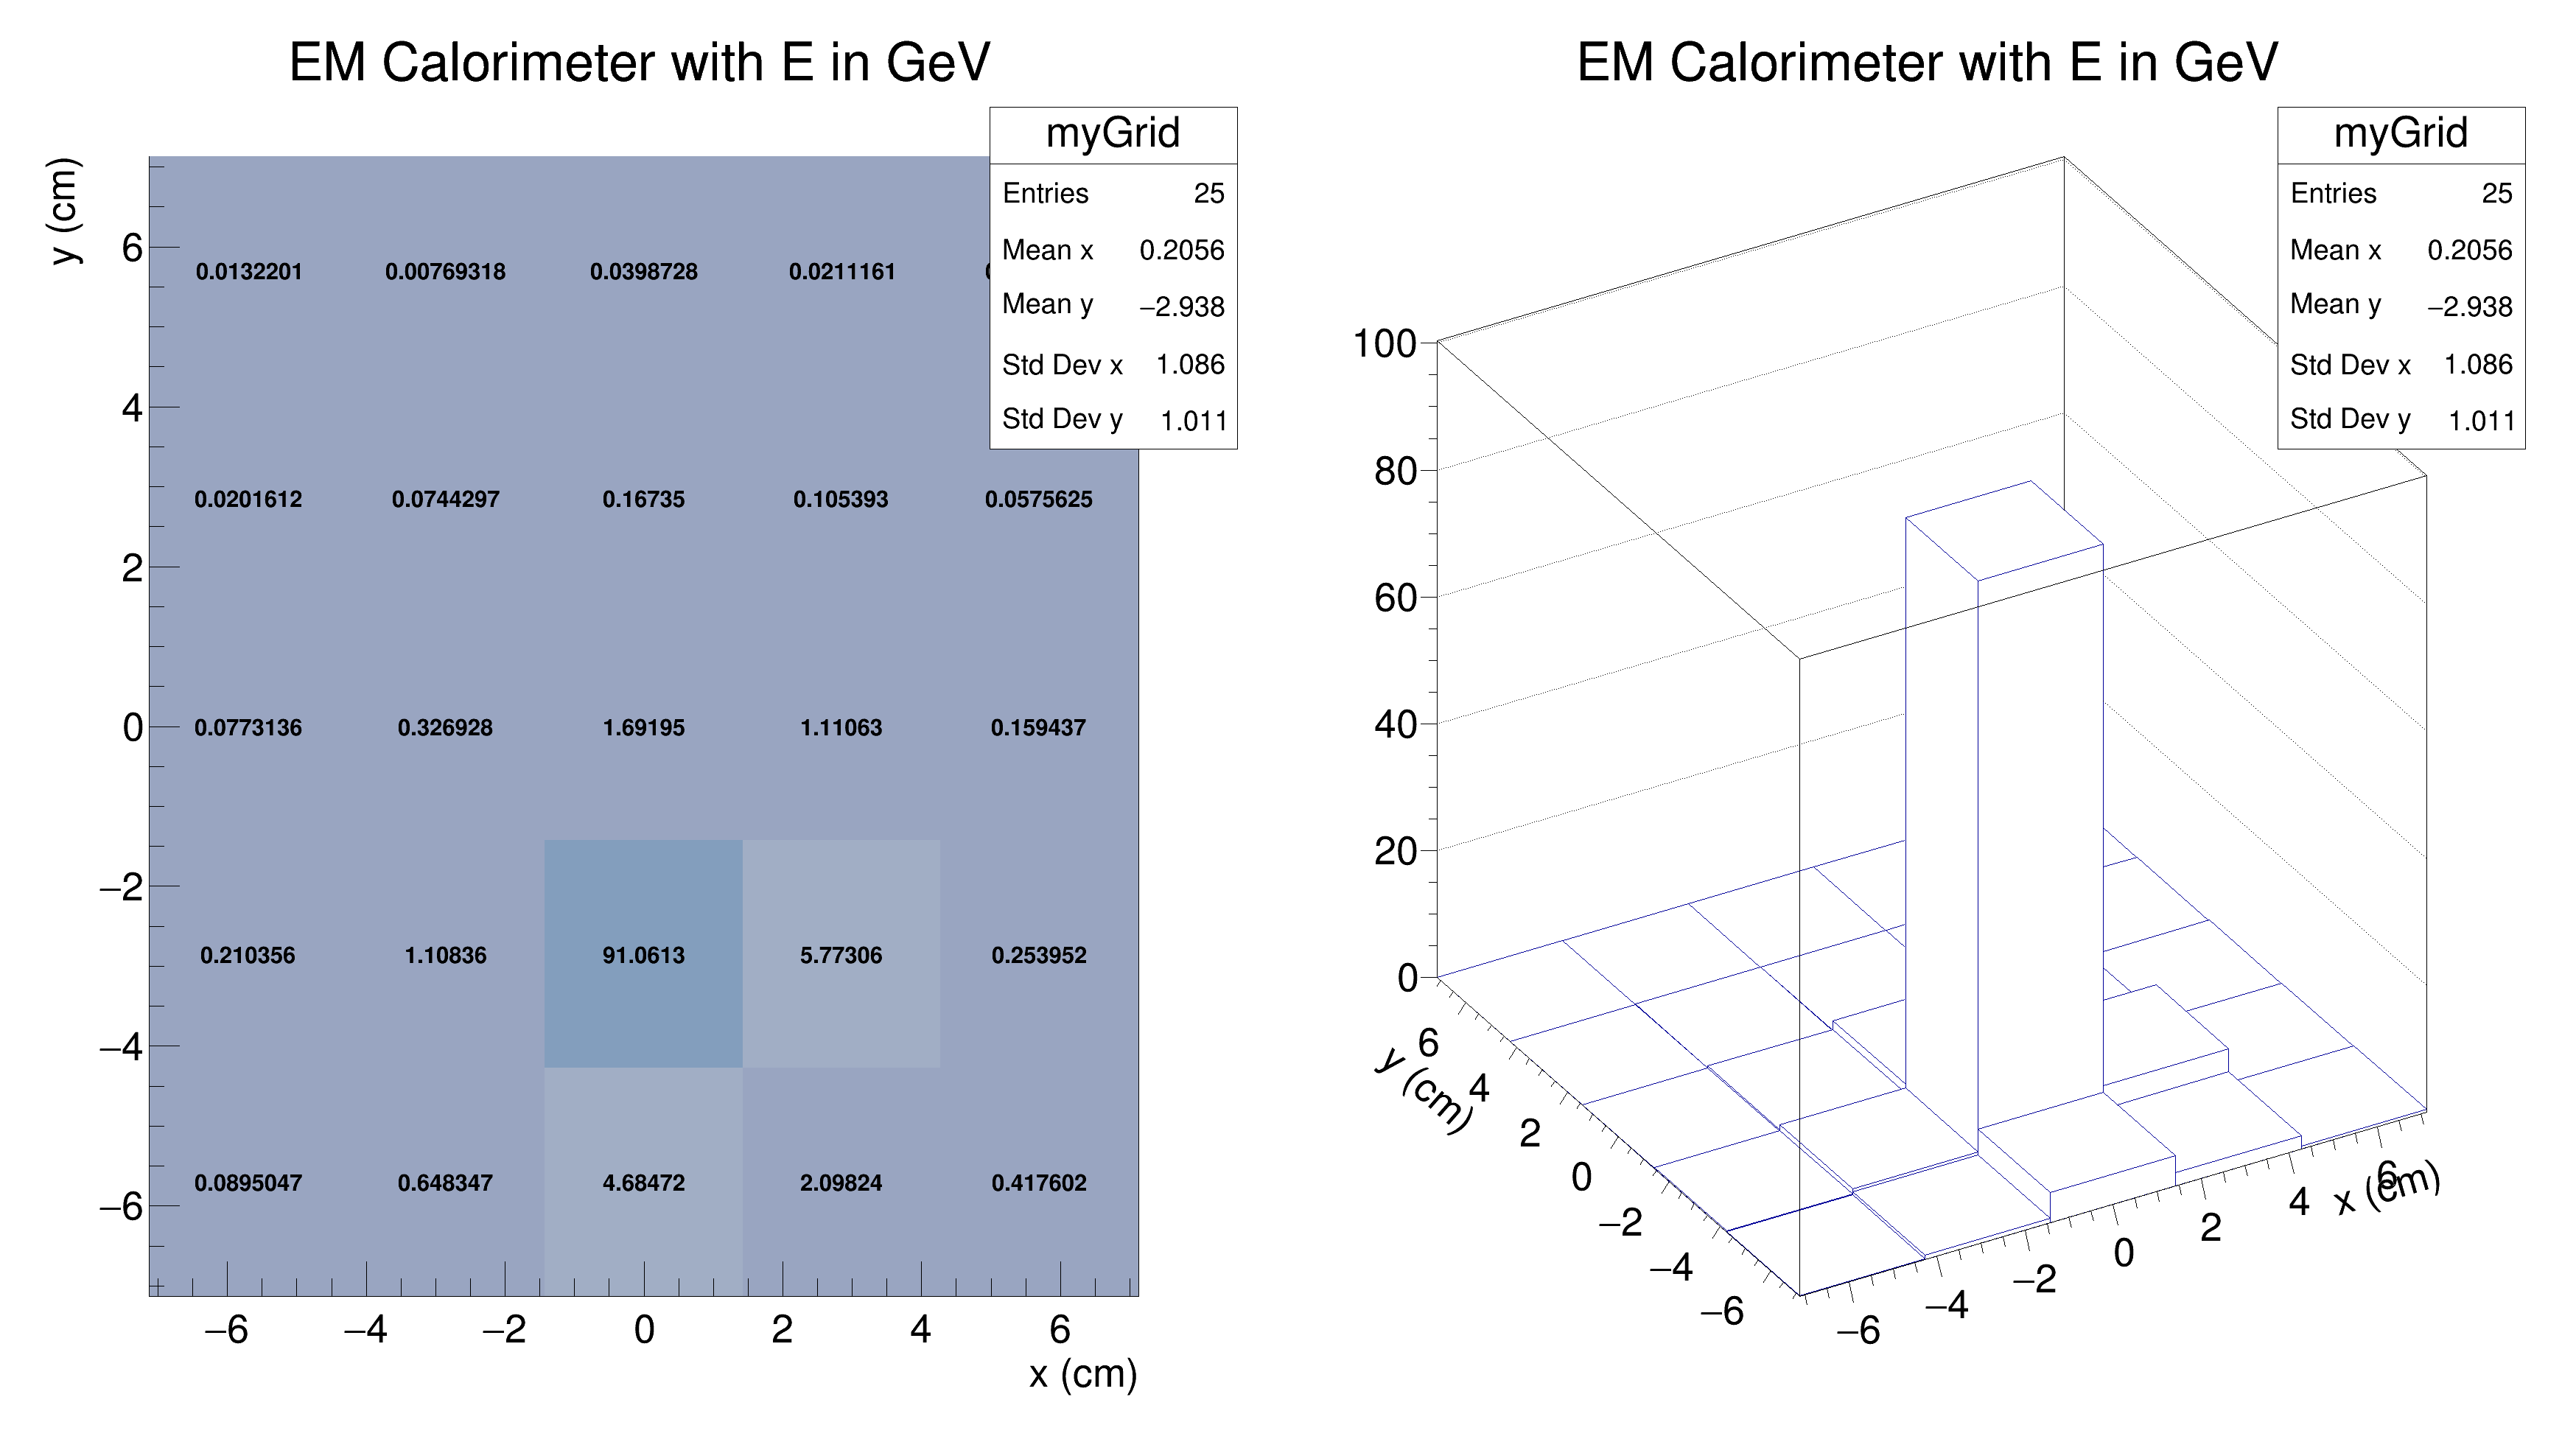 EM Calorimeter with E in GeV
myGrid
Entries 25
Mean x 0.2056
Mean y −2.938
Std Dev x 1.086
Std Dev y 1.011
y (cm)
6
4
2
0
−2
−4
−6
0.0132201 0.00769318 0.0398728 0.0211161
0.0201612 0.0744297 0.16735 0.105393 0.0575625
0.0773136 0.326928 1.69195 1.11063 0.159437
0.210356 1.10836 91.0613 5.77306 0.253952
0.0895047 0.648347 4.68472 2.09824 0.417602
−6 −4 −2 0 2 4 6
x (cm)
EM Calorimeter with E in GeV
myGrid
Entries 25
Mean x 0.2056
Mean y −2.938
Std Dev x 1.086
Std Dev y 1.011
100
80
60
40
20
0
6
4
2
0
−2
−4
−6
y (cm)
−6 −4 −2 0 2 4 6
x (cm)